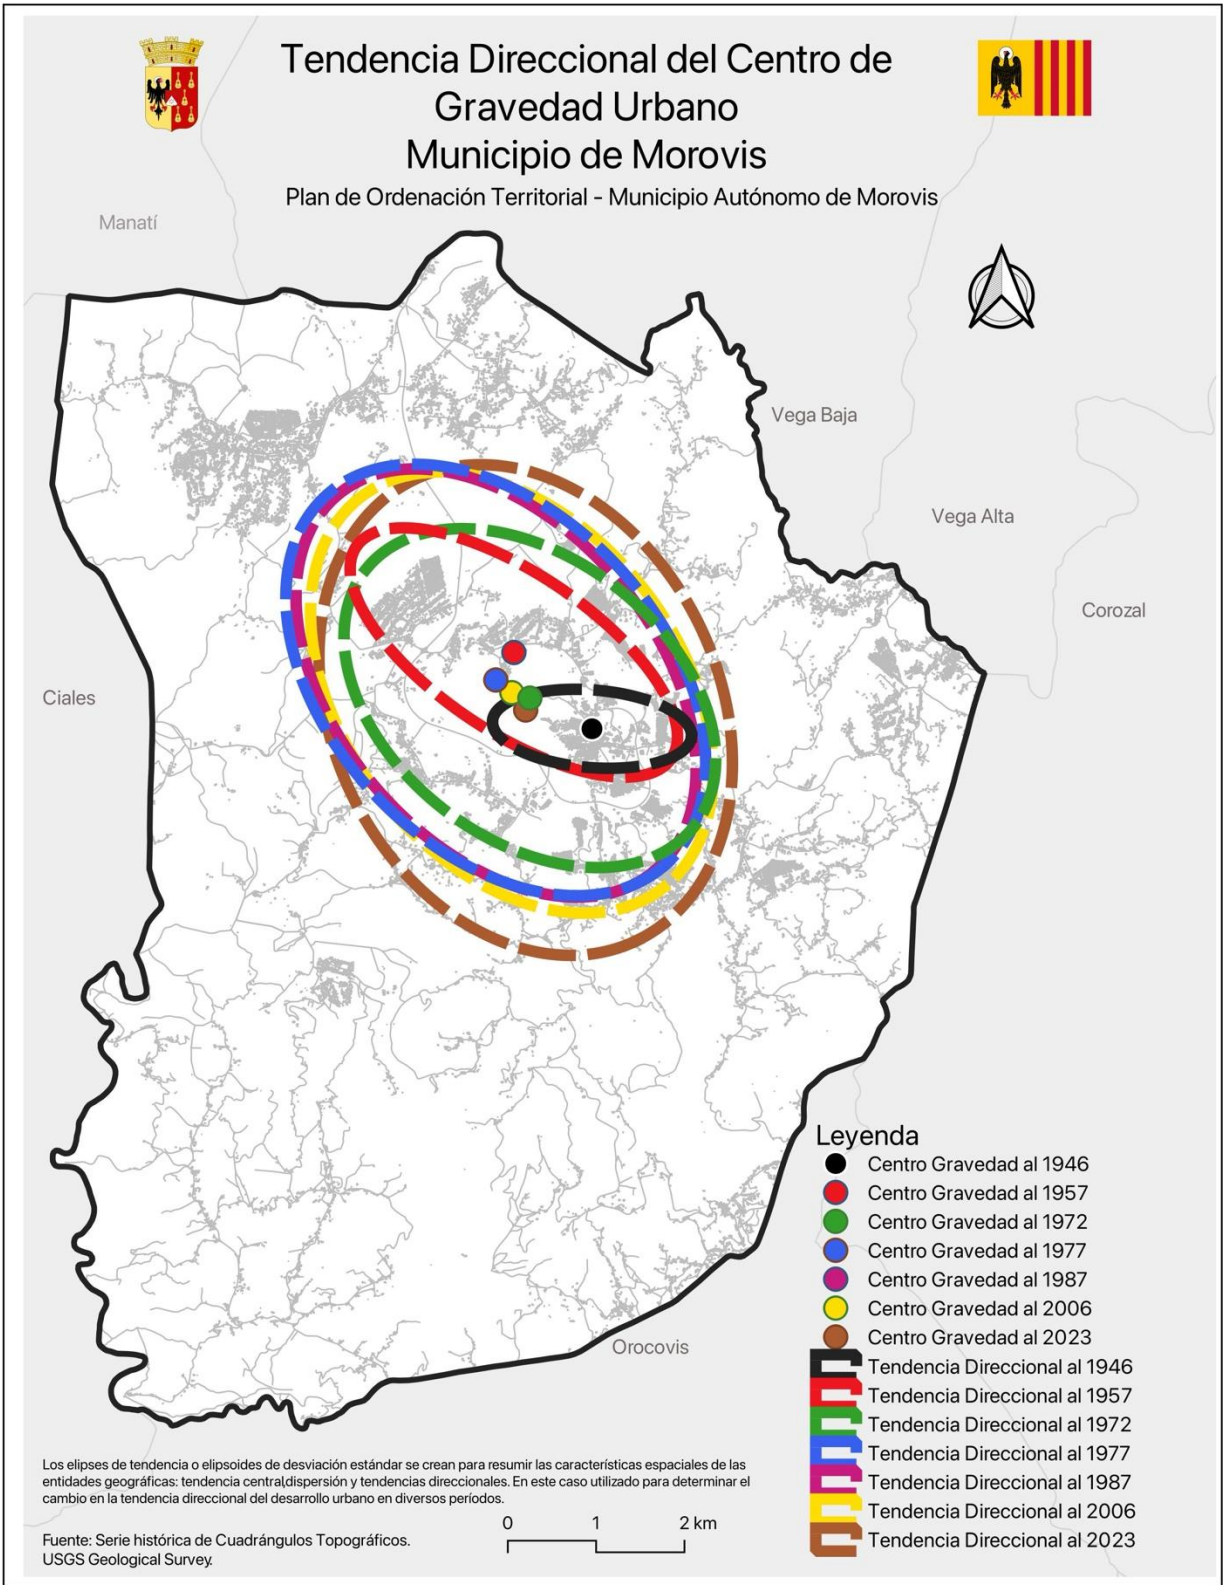 Tendencia Direccional del Centro de
Gravedad Urbano
Municipio de Morovis
Plan de Ordenación Territorial - Municipio Autónomo de Morovis
Manatí
Vega Baja
Vega Alta
Corozal
Ciales
Orocovis
Leyenda
Centro Gravedad al 1946
Centro Gravedad al 1957
Centro Gravedad al 1972
Centro Gravedad al 1977
Centro Gravedad al 1987
Centro Gravedad al 2006
Centro Gravedad al 2023
Tendencia Direccional al 1946
Tendencia Direccional al 1957
Tendencia Direccional al 1972
Tendencia Direccional al 1977
Tendencia Direccional al 1987
Tendencia Direccional al 2006
Tendencia Direccional al 2023
Los elipses de tendencia o elipsoides de desviación estándar se crean para resumir las características espaciales de las
entidades geográficas: tendencia central,dispersión y tendencias direccionales. En este caso utilizado para determinar el
cambio en la tendencia direccional del desarrollo urbano en diversos períodos.
Fuente: Serie histórica de Cuadrángulos Topográficos.
USGS Geological Survey.
0 1 2 km